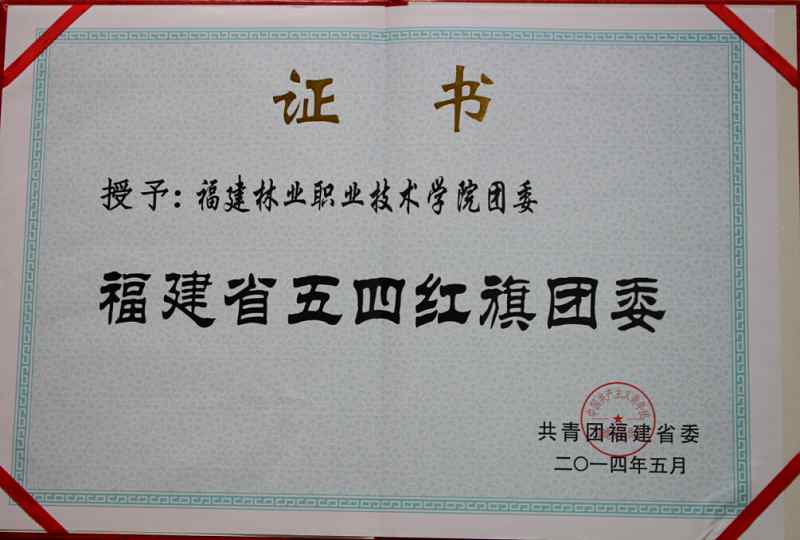 证 书
授予：福建林业职业技术学院团委
福建省五四红旗团委
共青团福建省委
二〇一四年五月